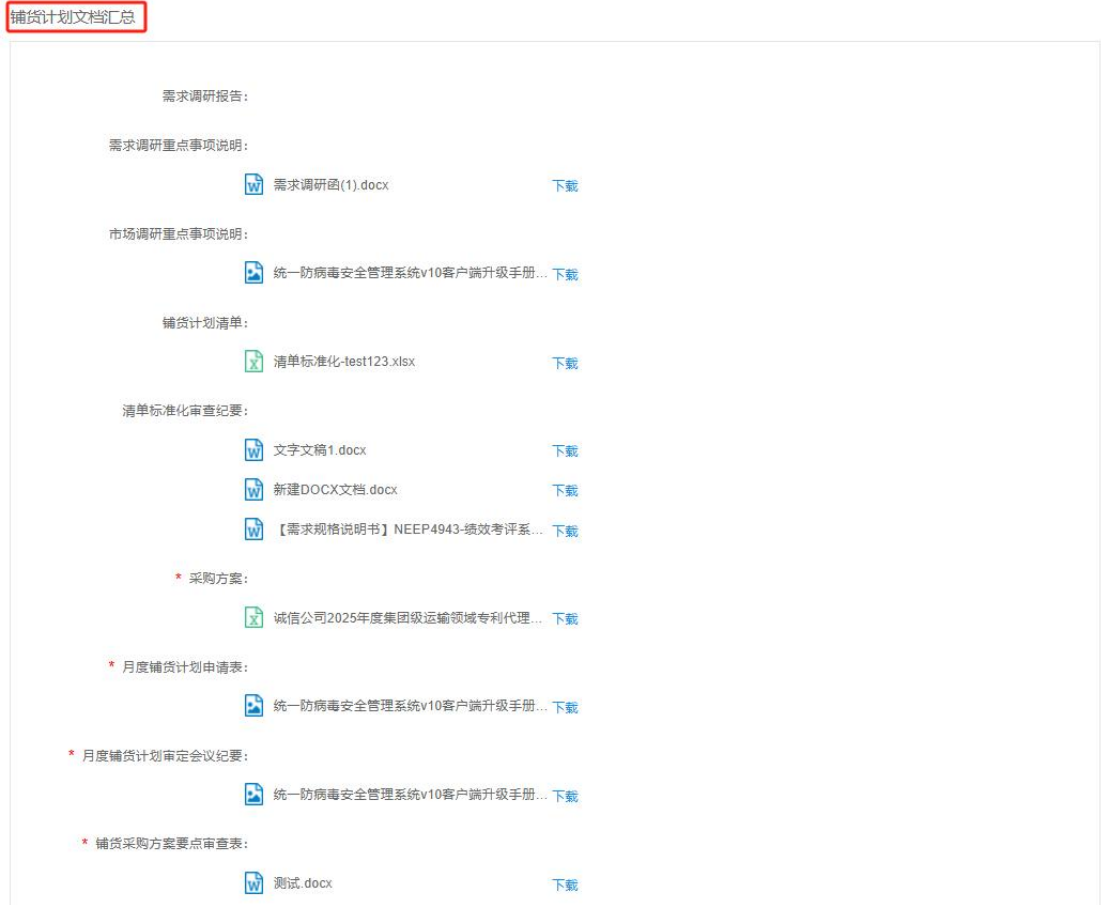 铺货计划文档汇总
需求调研报告：
需求调研重点事项说明：
需求调研函(1).docx 下载
市场调研重点事项说明：
统一防病毒安全管理系统v10客户端升级手册... 下载
铺货计划清单：
清单标准化-test123.xlsx 下载
清单标准化审查纪要：
文字文稿1.docx 下载
新建DOCX文档.docx 下载
【需求规格说明书】NEEP4943-绩效考评系... 下载
* 采购方案：
诚信公司2025年度集团级运输领域专利代理... 下载
* 月度铺货计划申请表：
统一防病毒安全管理系统v10客户端升级手册... 下载
* 月度铺货计划审定会议纪要：
统一防病毒安全管理系统v10客户端升级手册... 下载
* 铺货采购方案要点审查表：
测试.docx 下载